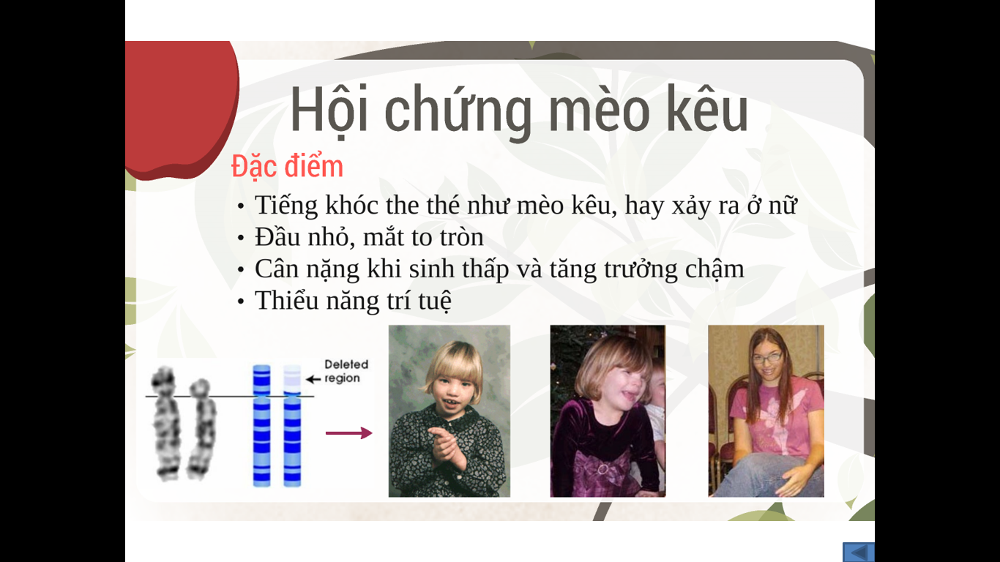 Hội chứng mèo kêu
Đặc điểm
• Tiếng khóc the thé như mèo kêu, hay xảy ra ở nữ
• Đầu nhỏ, mắt to tròn
• Cân nặng khi sinh thấp và tăng trưởng chậm
• Thiểu năng trí tuệ
Deleted
region